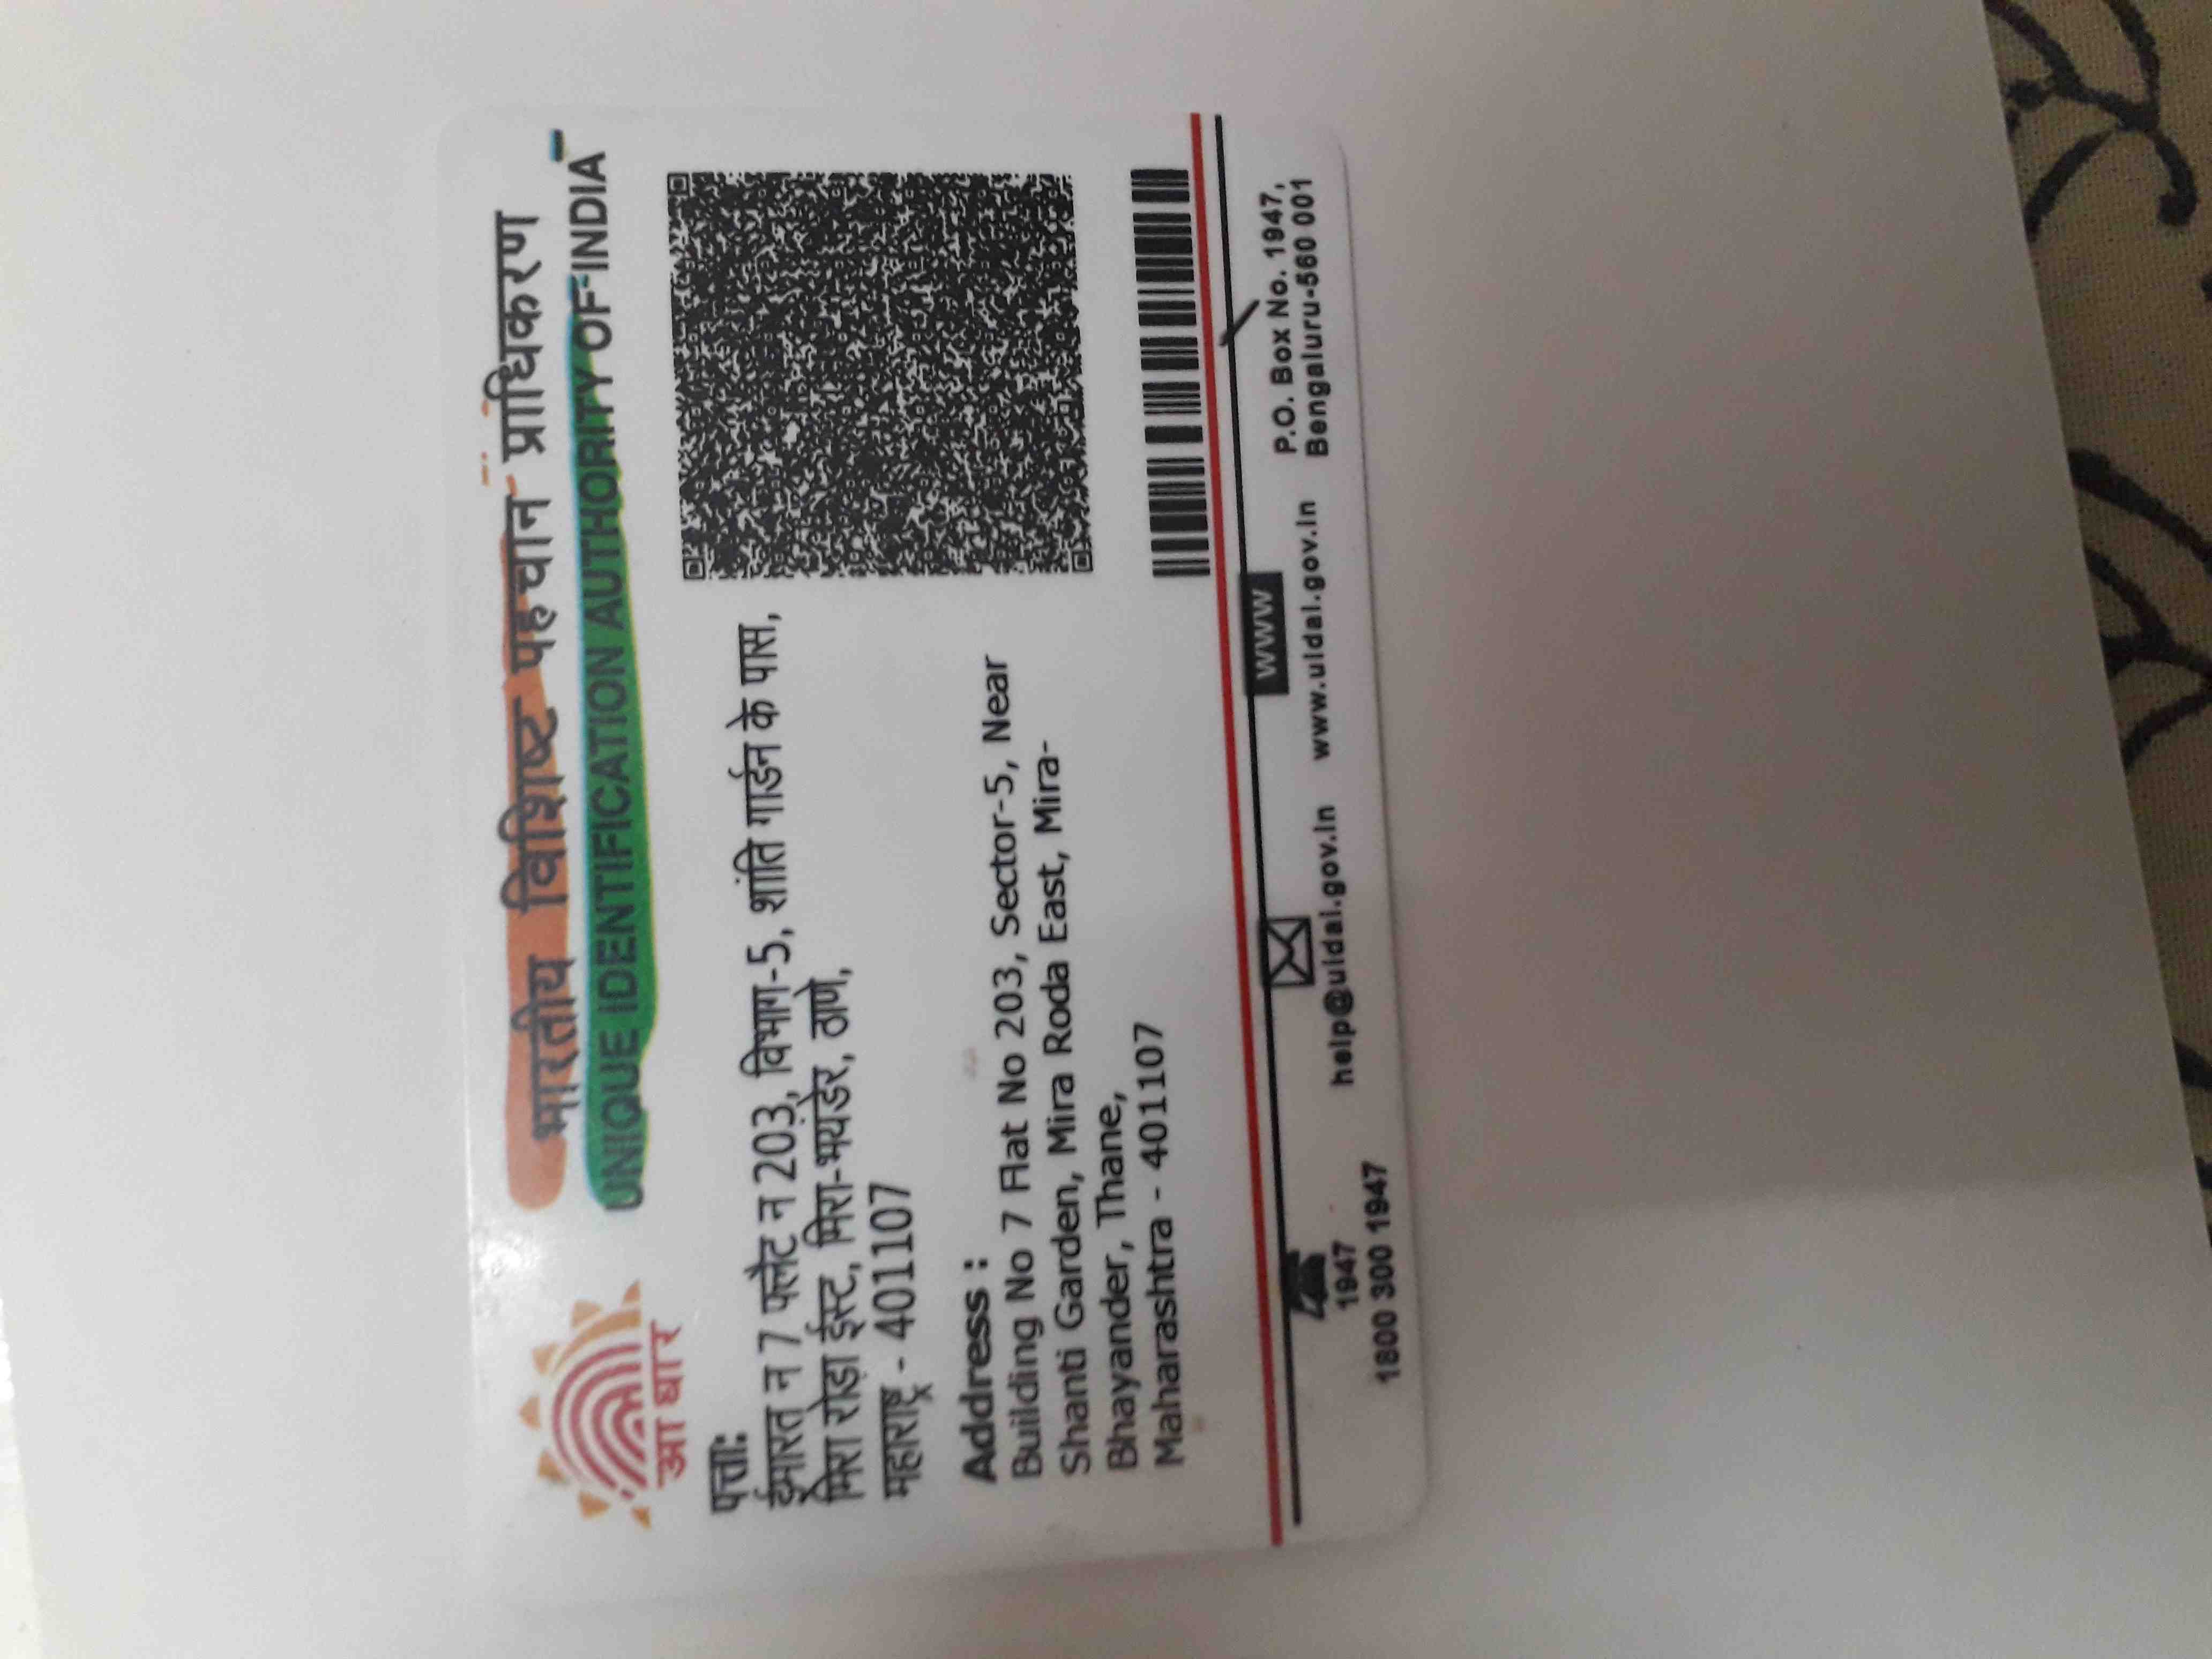 भारतीय विशिष्ट पहचान प्राधिकरण
UNIQUE IDENTIFICATION AUTHORITY OF INDIA
आधार
पत्ता:
ईमारत न 7 फ्लैट न 203, विभाग-5, शांति गार्डन के पास,
मिरा रोडा ईस्ट, मिरा-भयंडेर, ठाणे,
महाराष्ट्र - 401107
Address :
Building No 7 Flat No 203, Sector-5, Near
Shanti Garden, Mira Roda East, Mira-
Bhayander, Thane,
Maharashtra - 401107
1947
1800 300 1947
help@uidai.gov.in
WWW
www.uidai.gov.in
P.O. Box No. 1947,
Bengaluru-560 001